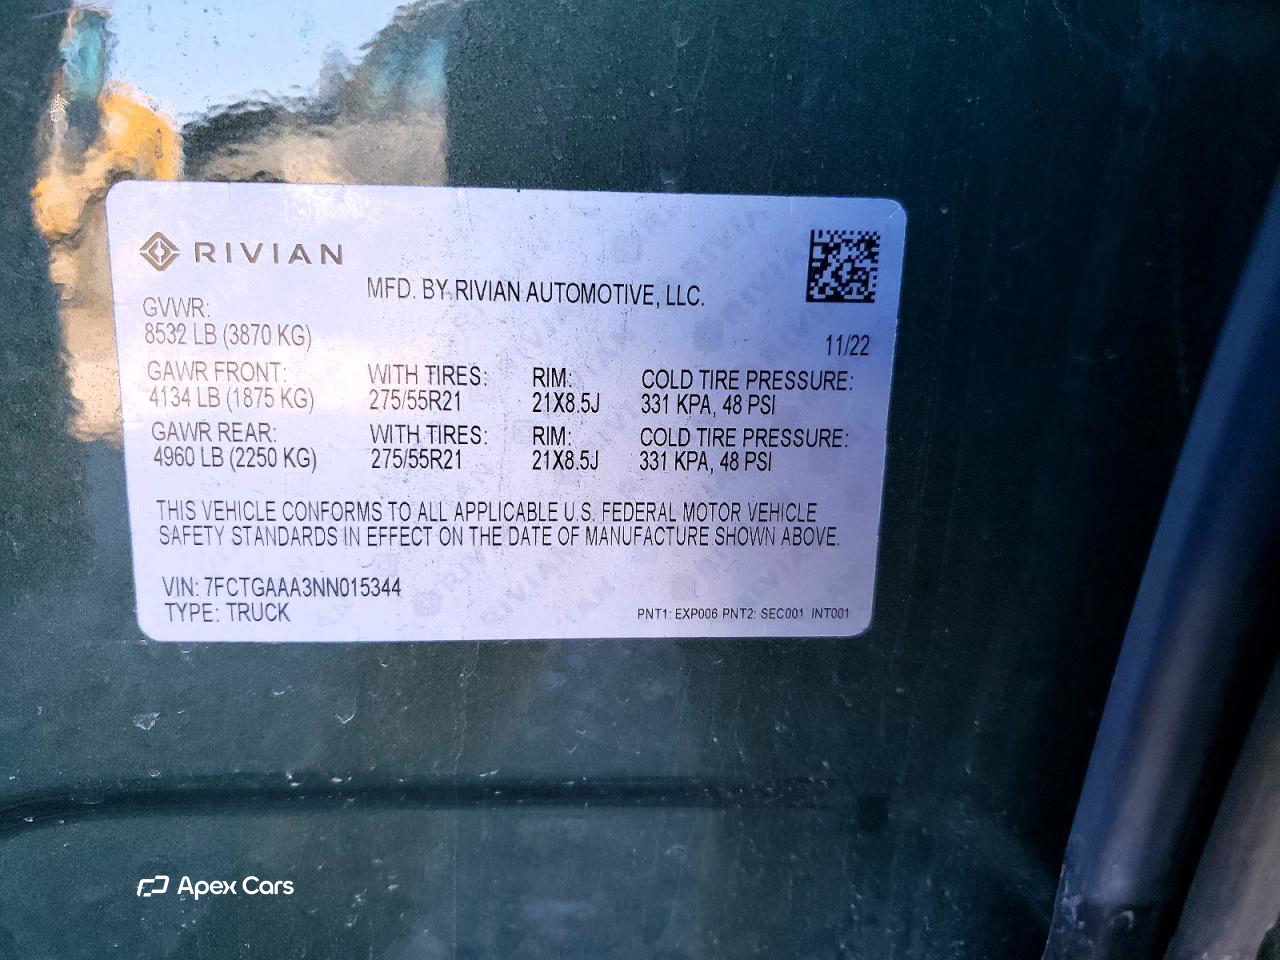 RIVIAN
MFD. BY RIVIAN AUTOMOTIVE, LLC.
GVWR:
8532 LB (3870 KG)
11/22
GAWR FRONT: WITH TIRES: RIM: COLD TIRE PRESSURE:
4134 LB (1875 KG) 275/55R21 21X8.5J 331 KPA, 48 PSI
GAWR REAR: WITH TIRES: RIM: COLD TIRE PRESSURE:
4960 LB (2250 KG) 275/55R21 21X8.5J 331 KPA, 48 PSI
THIS VEHICLE CONFORMS TO ALL APPLICABLE U.S. FEDERAL MOTOR VEHICLE
SAFETY STANDARDS IN EFFECT ON THE DATE OF MANUFACTURE SHOWN ABOVE.
VIN: 7FCTGAAA3NN015344
TYPE: TRUCK
PNT1: EXP006 PNT2: SEC001 INT001
Apex Cars